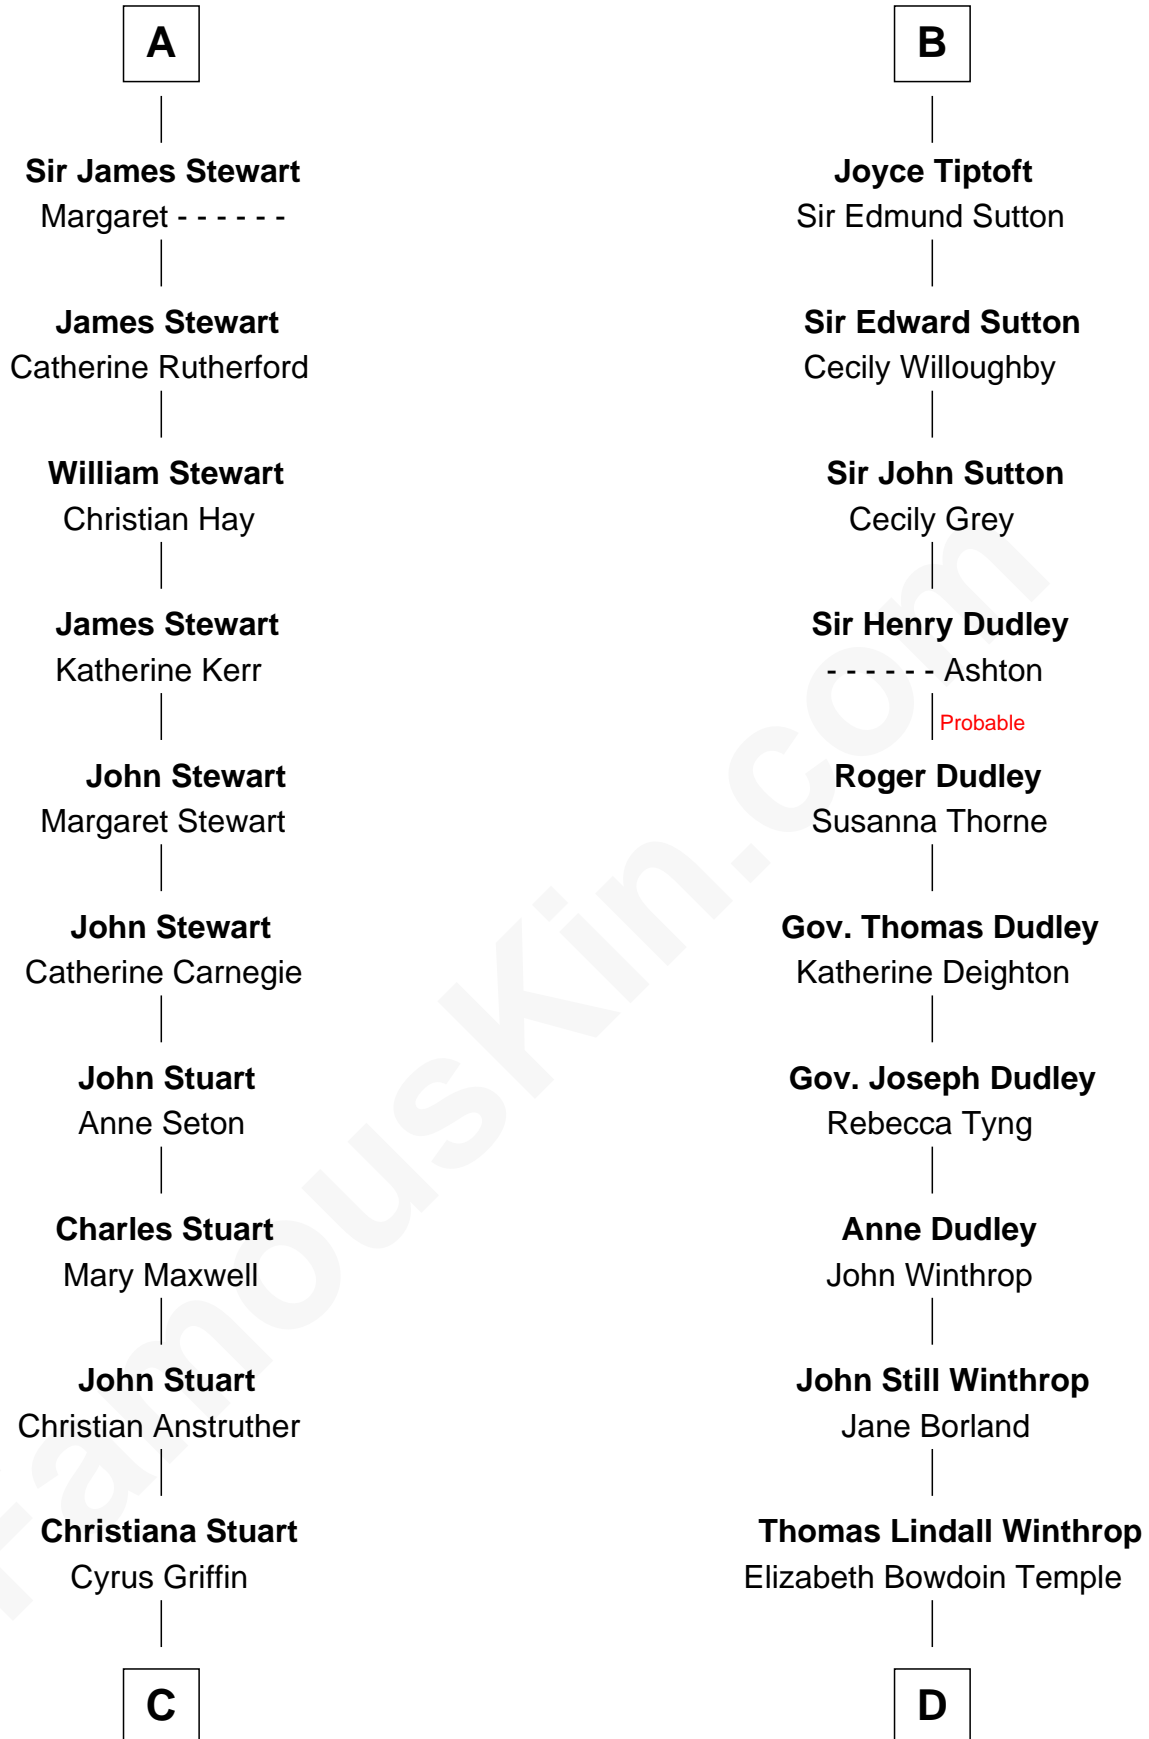 A
Sir James Stewart
Margaret - - - - - -
James Stewart
Catherine Rutherford
William Stewart
Christian Hay
James Stewart
Katherine Kerr
John Stewart
Margaret Stewart
John Stewart
Catherine Carnegie
John Stuart
Anne Seton
Charles Stuart
Mary Maxwell
John Stuart
Christian Anstruther
Christiana Stuart
Cyrus Griffin
C
B
Joyce Tiptoft
Sir Edmund Sutton
Sir Edward Sutton
Cecily Willoughby
Sir John Sutton
Cecily Grey
Sir Henry Dudley
- - - - - - Ashton
Probable
Roger Dudley
Susanna Thorne
Gov. Thomas Dudley
Katherine Deighton
Gov. Joseph Dudley
Rebecca Tyng
Anne Dudley
John Winthrop
John Still Winthrop
Jane Borland
Thomas Lindall Winthrop
Elizabeth Bowdoin Temple
D
FamousKin.com